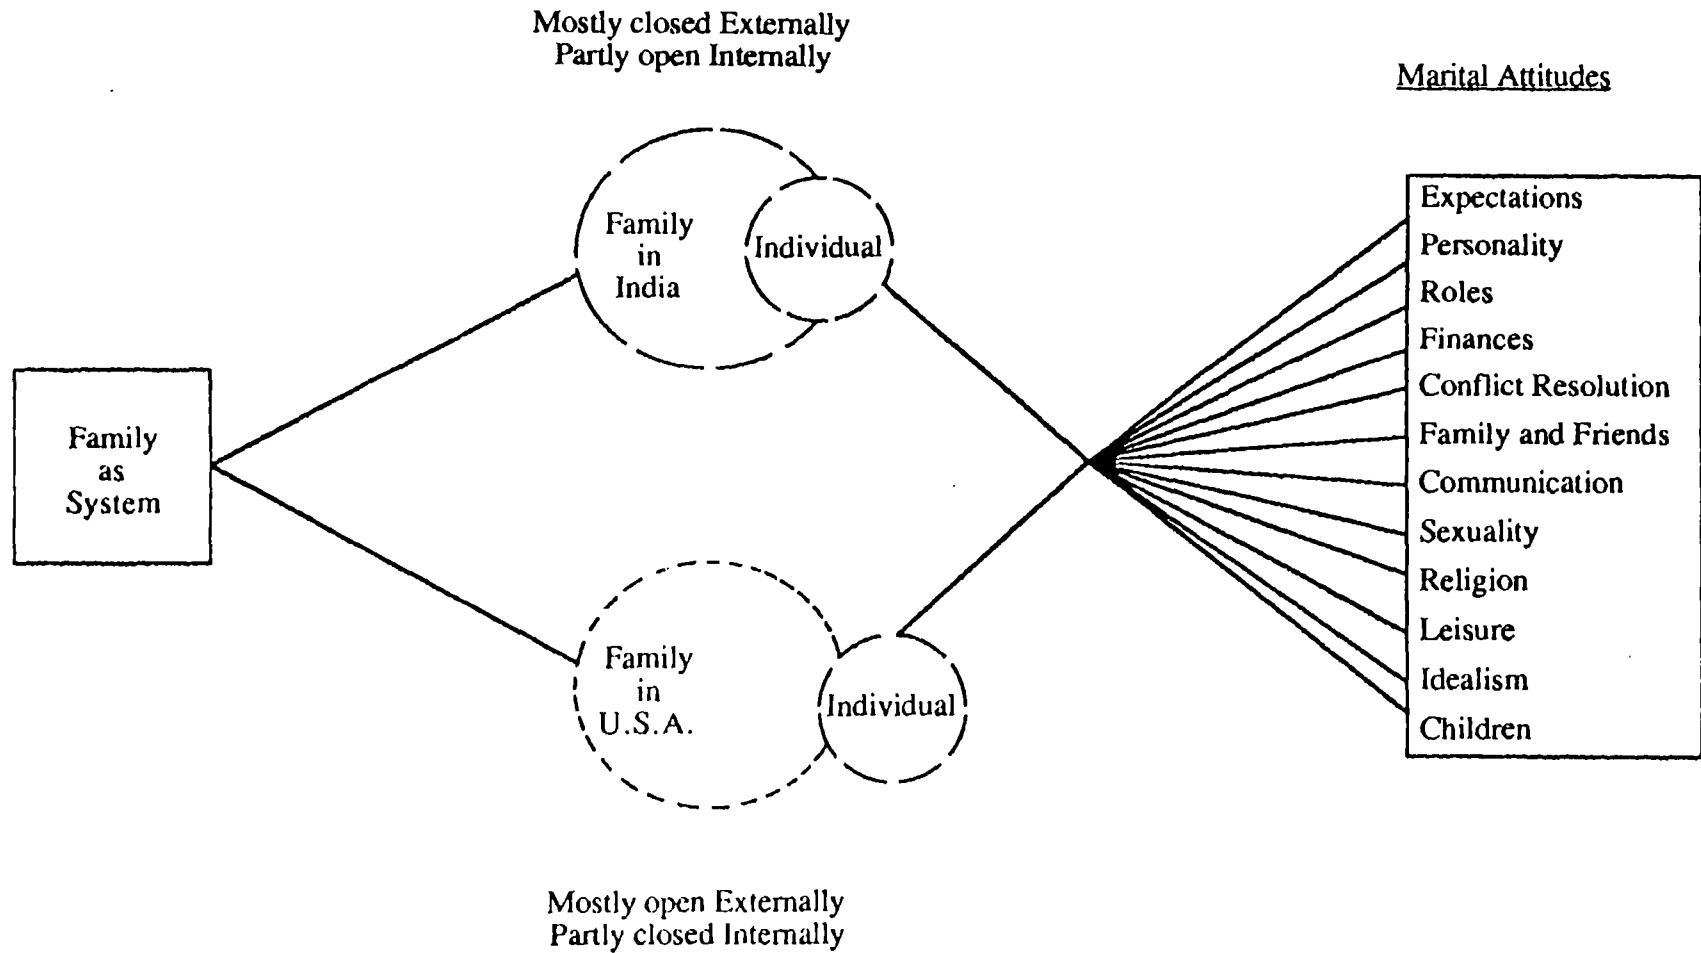 Mostly closed Externally
Partly open Internally
Marital Attitudes
Family
in
India
Individual
Family
as
System
Family
in
U.S.A.
Individual
Mostly open Externally
Partly closed Internally
Expectations
Personality
Roles
Finances
Conflict Resolution
Family and Friends
Communication
Sexuality
Religion
Leisure
Idealism
Children